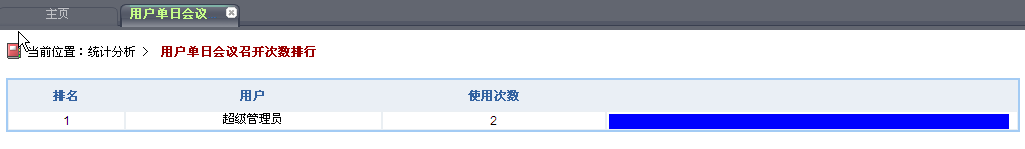 主页 用户单日会议
当前位置：统计分析 > 用户单日会议召开次数排行
排名 用户 使用次数
1 超级管理员 2